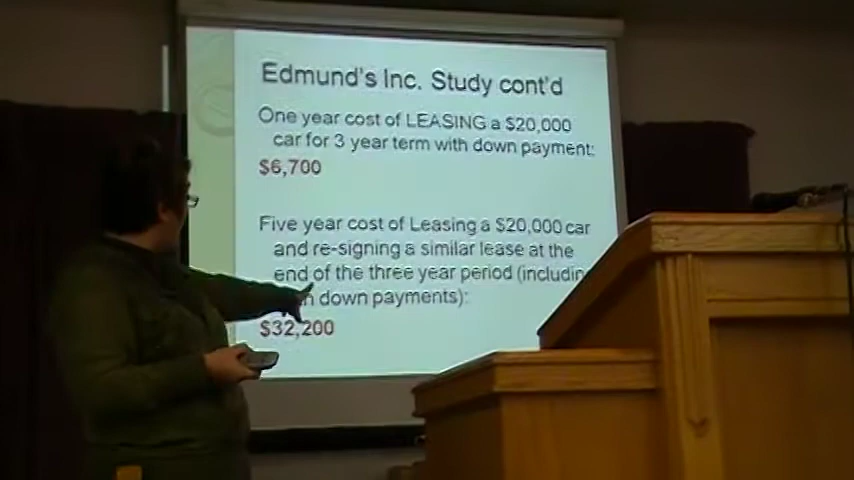 Edmund's Inc. Study cont'd
One year cost of LEASING a $20,000
car for 3 year term with down payment:
$6,700
Five year cost of Leasing a $20,000 car
and re-signing a similar lease at the
end of the three year period (includin
down payments):
$32,200